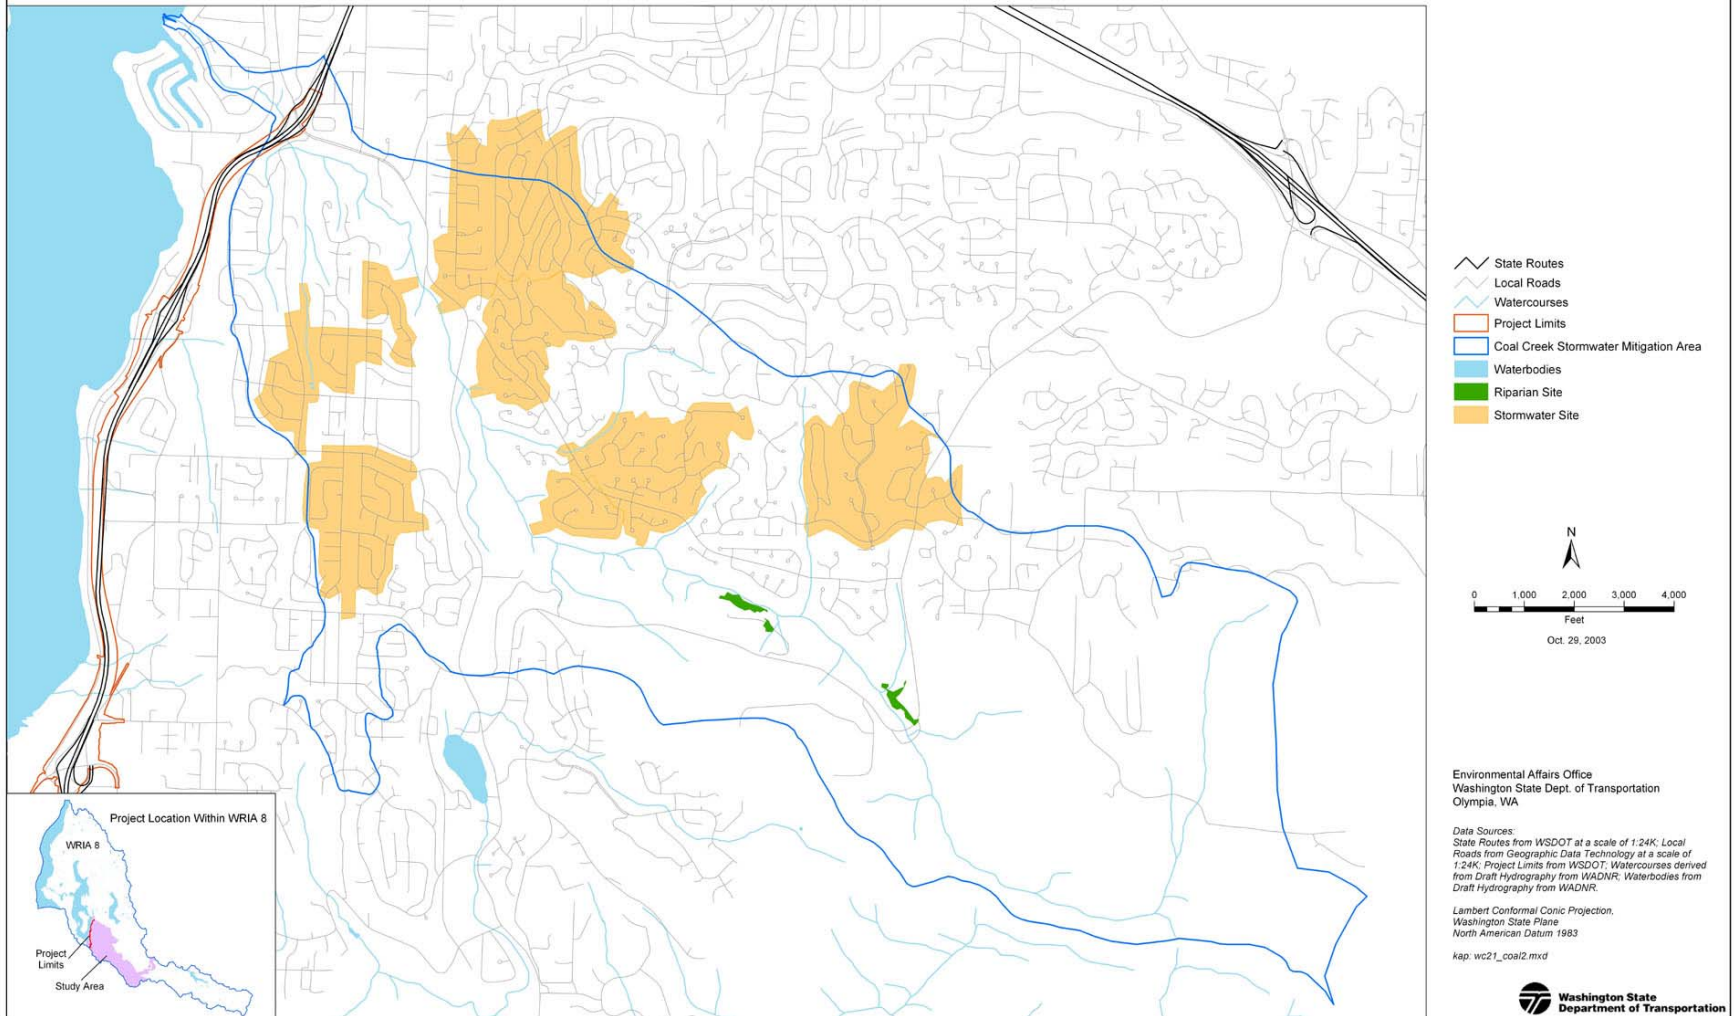 State Routes
Local Roads
Watercourses
Project Limits
Coal Creek Stormwater Mitigation Area
Waterbodies
Riparian Site
Stormwater Site
N
0 1,000 2,000 3,000 4,000
Feet
Oct. 29, 2003
Environmental Affairs Office
Washington State Dept. of Transportation
Olympia, WA
Data Sources:
State Routes from WSDOT at a scale of 1:24K; Local
Roads from Geographic Data Technology at a scale of
1:24K; Project Limits from WSDOT; Watercourses derived
from Draft Hydrography from WADNR; Waterbodies from
Draft Hydrography from WADNR.
Lambert Conformal Conic Projection,
Washington State Plane
North American Datum 1983
kap: wc21_coal2.mxd
Washington State
Department of Transportation
Project Location Within WRIA 8
WRIA 8
Project
Limits
Study Area